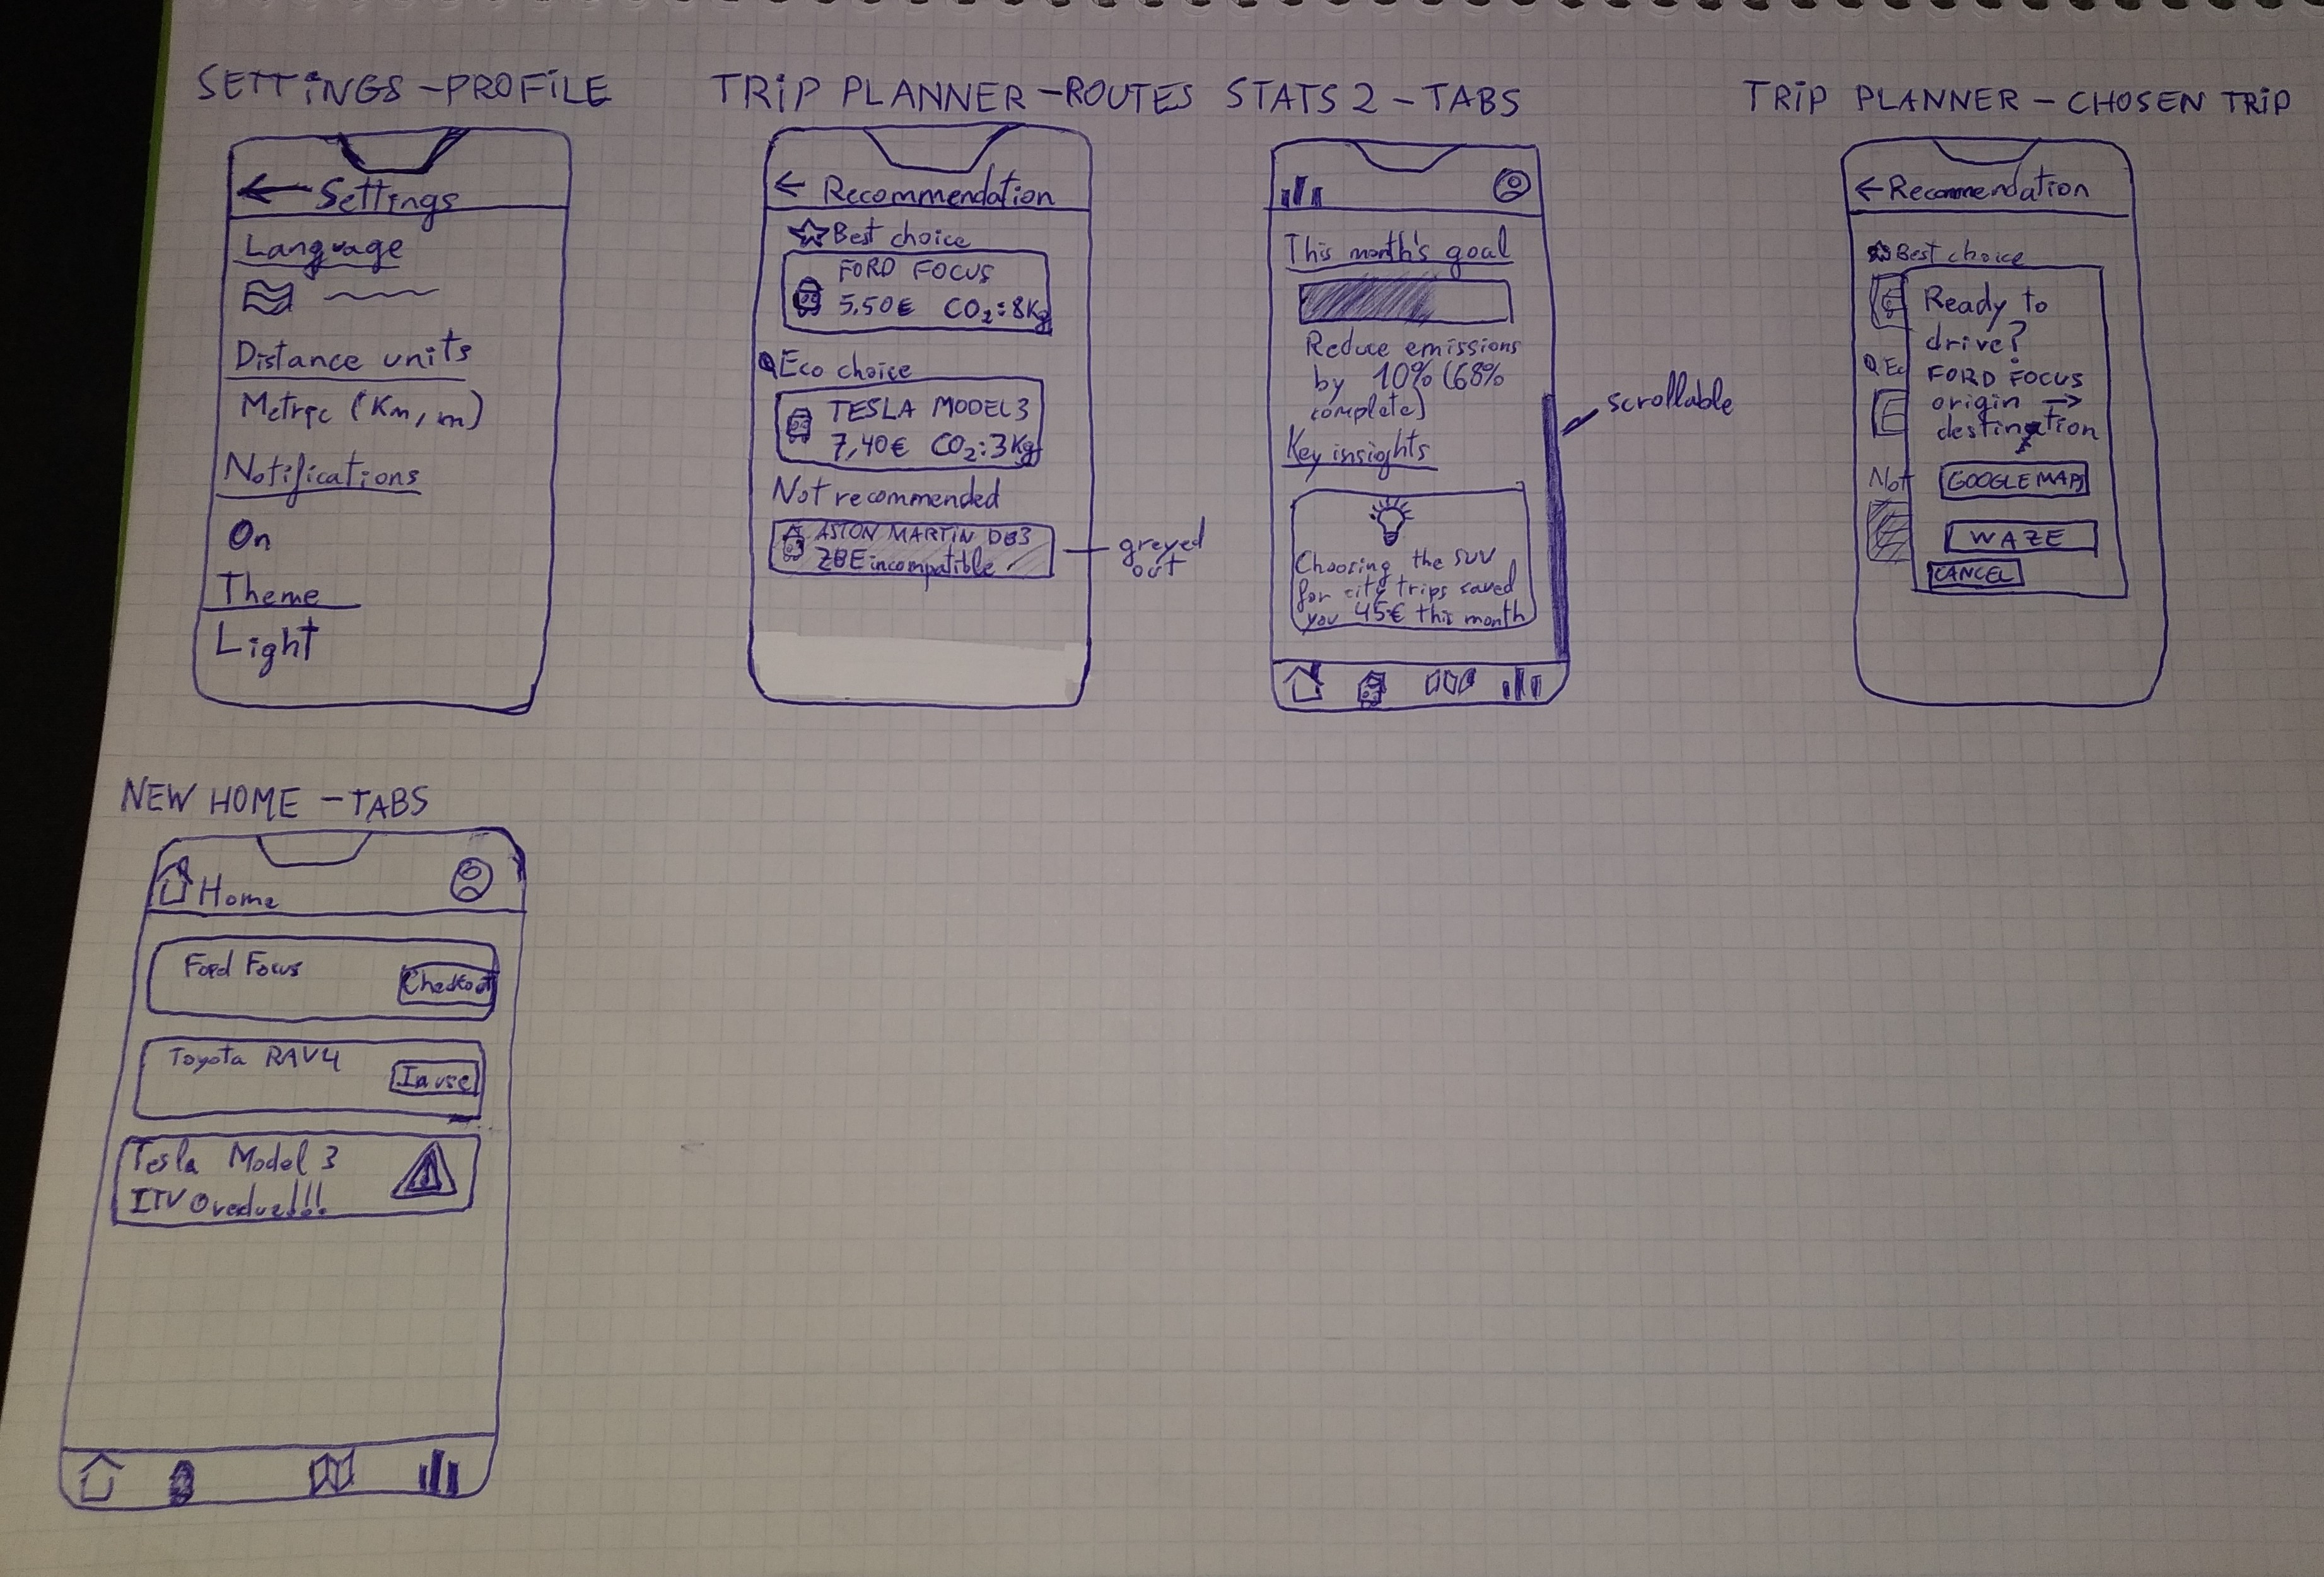 SETTINGS - PROFILE
← Settings
Language
Distance units
Metric (Km, m)
Notifications
On
Theme
Light
TRIP PLANNER - ROUTES
← Recommendation
Best choice
FORD FOCUS
5,50€ CO₂:8Kg
Eco choice
TESLA MODEL 3
7,40€ CO₂:3Kg
Not recommended
ASTON MARTIN DB3
ZBE incompatible
greyed
out
STATS 2 - TABS
This month's goal
Reduce emissions
by 10% (68%
complete)
Key insights
Choosing the SUV
for city trips saved
you 45€ this month
scrollable
TRIP PLANNER - CHOSEN TRIP
← Recommendation
Best choice
Ec
Not
Ready to
drive?
FORD FOCUS
origin →
destination
GOOGLE MAPS
WAZE
CANCEL
NEW HOME - TABS
Home
Ford Focus
Checkout
Toyota RAV4
In use
Tesla Model 3
ITV Overdue!!!